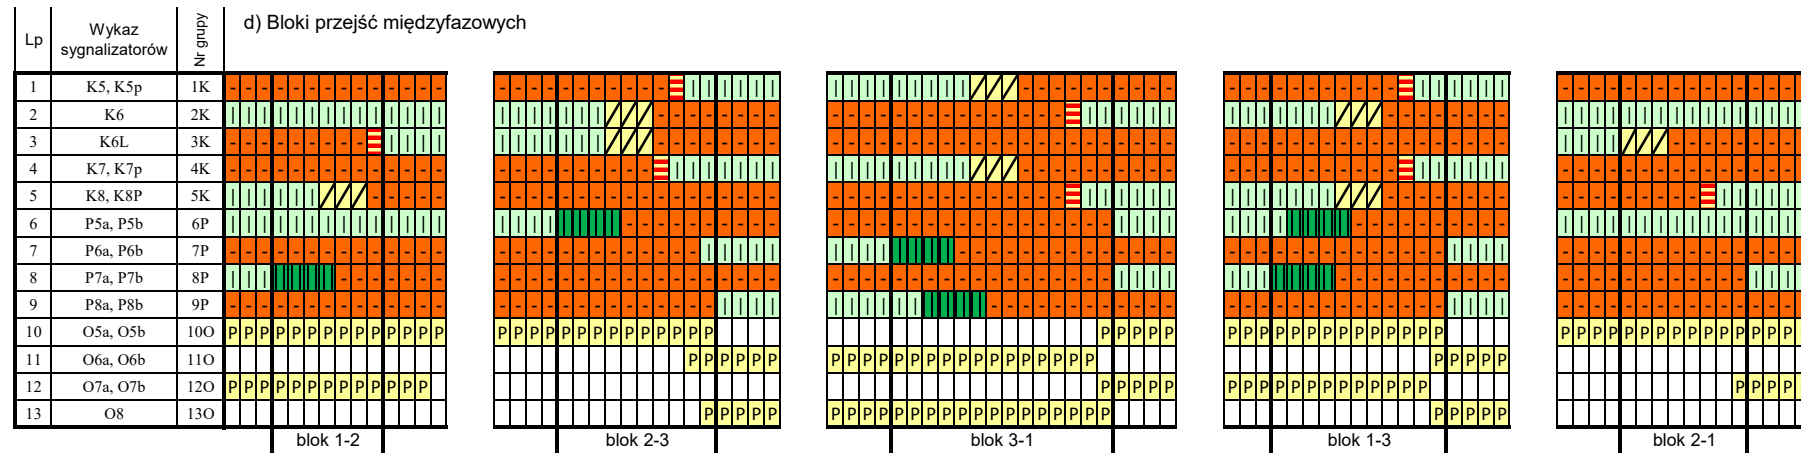 d) Bloki przejść międzyfazowych
Lp Wykaz sygnalizatorów Nr grupy
1 K5, K5p 1K
2 K6 2K
3 K6L 3K
4 K7, K7p 4K
5 K8, K8P 5K
6 P5a, P5b 6P
7 P6a, P6b 7P
8 P7a, P7b 8P
9 P8a, P8b 9P
10 O5a, O5b 10O P P P P P P P P P P P P P P P P P P P P P P P P P P P P P P P P P P P P P P P P P P P P P P P P P P P P P P P P P P P P P P P
11 O6a, O6b 11O P P P P P P P P P P P P P P P P P P P P P P P P P P P P
12 O7a, O7b 12O P P P P P P P P P P P P P P P P P P P P P P P P P P P P P P P P P P P
13 O8 13O P P P P P P P P P P P P P P P P P P P P P P P P P P P P
blok 1-2 blok 2-3 blok 3-1 blok 1-3 blok 2-1